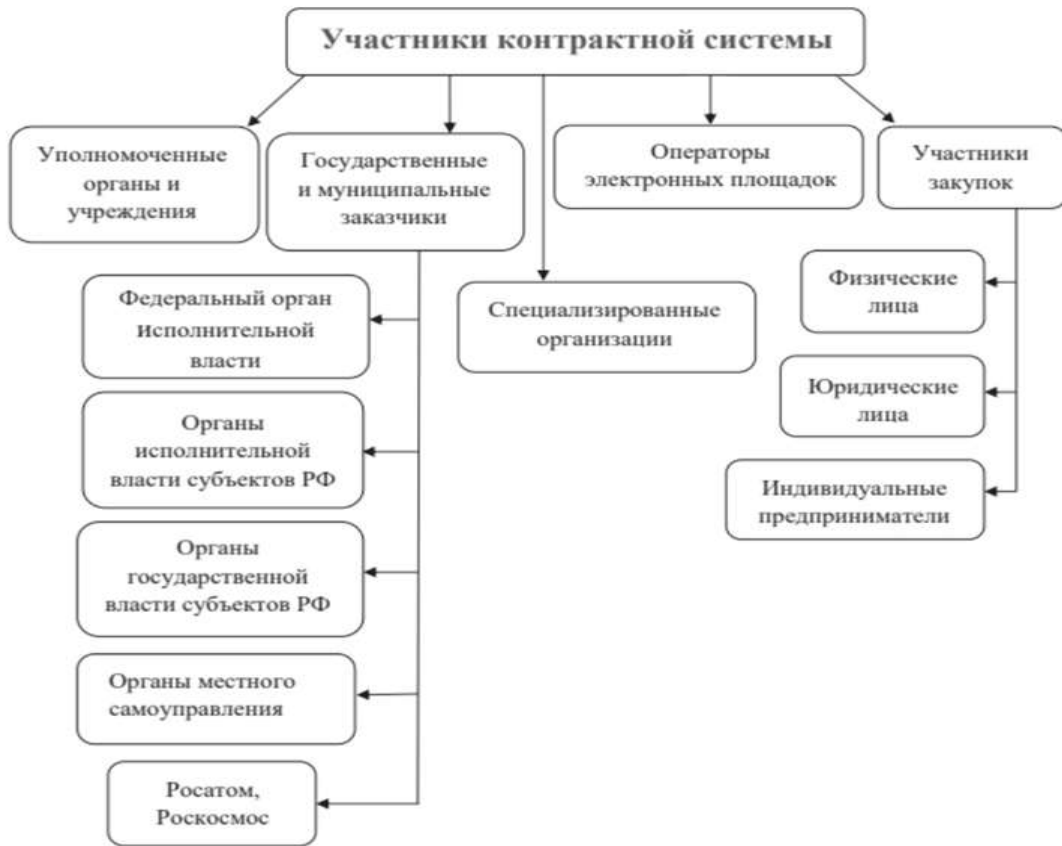 Участники контрактной системы
Уполномоченные
органы и
учреждения
Государственные
и муниципальные
заказчики
Операторы
электронных площадок
Участники
закупок
Федеральный орган
исполнительной
власти
Органы
исполнительной
власти субъектов РФ
Органы
государственной
власти субъектов РФ
Органы местного
самоуправления
Росатом,
Роскосмос
Специализированные
организации
Физические
лица
Юридические
лица
Индивидуальные
предприниматели